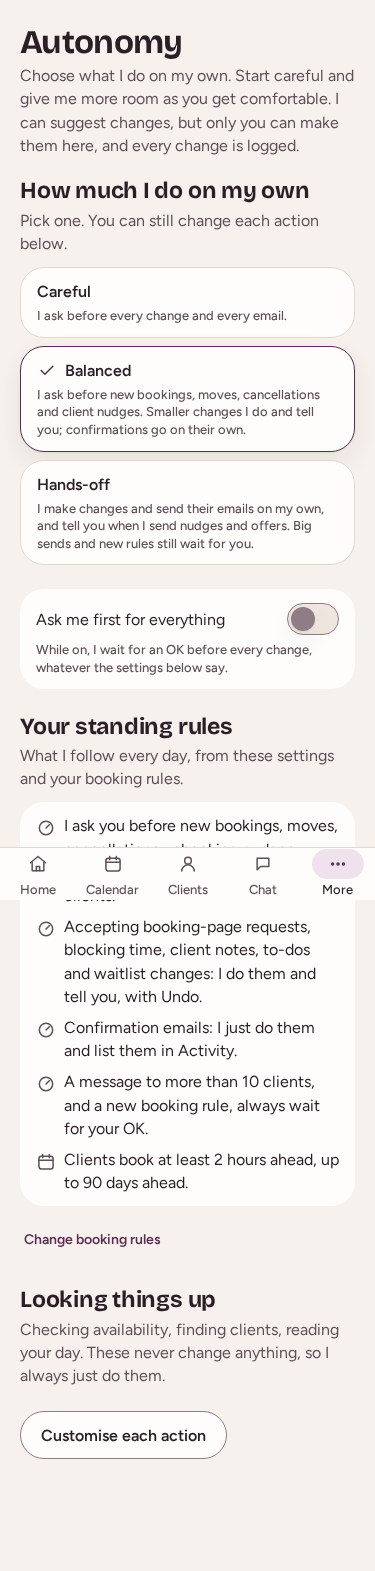 Autonomy
Choose what I do on my own. Start careful and
give me more room as you get comfortable. I
can suggest changes, but only you can make
them here, and every change is logged.
How much I do on my own
Pick one. You can still change each action
below.
Careful
I ask before every change and every email.
Balanced
I ask before new bookings, moves, cancellations
and client nudges. Smaller changes I do and tell
you; confirmations go on their own.
Hands-off
I make changes and send their emails on my own,
and tell you when I send nudges and offers. Big
sends and new rules still wait for you.
Ask me first for everything
While on, I wait for an OK before every change,
whatever the settings below say.
Your standing rules
What I follow every day, from these settings
and your booking rules.
I ask you before new bookings, moves,
Home
Calendar
Clients
Chat
More
Accepting booking-page requests,
blocking time, client notes, to-dos
and waitlist changes: I do them and
tell you, with Undo.
Confirmation emails: I just do them
and list them in Activity.
A message to more than 10 clients,
and a new booking rule, always wait
for your OK.
Clients book at least 2 hours ahead, up
to 90 days ahead.
Change booking rules
Looking things up
Checking availability, finding clients, reading
your day. These never change anything, so I
always just do them.
Customise each action